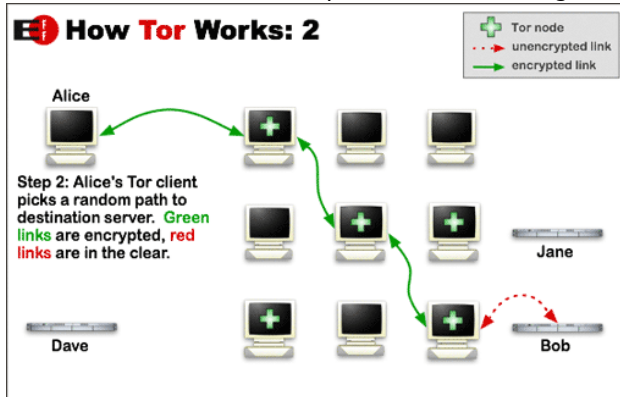 EFF How Tor Works: 2
Tor node
unencrypted link
encrypted link
Alice
Step 2: Alice's Tor client
picks a random path to
destination server. Green
links are encrypted, red
links are in the clear.
Jane
Dave
Bob